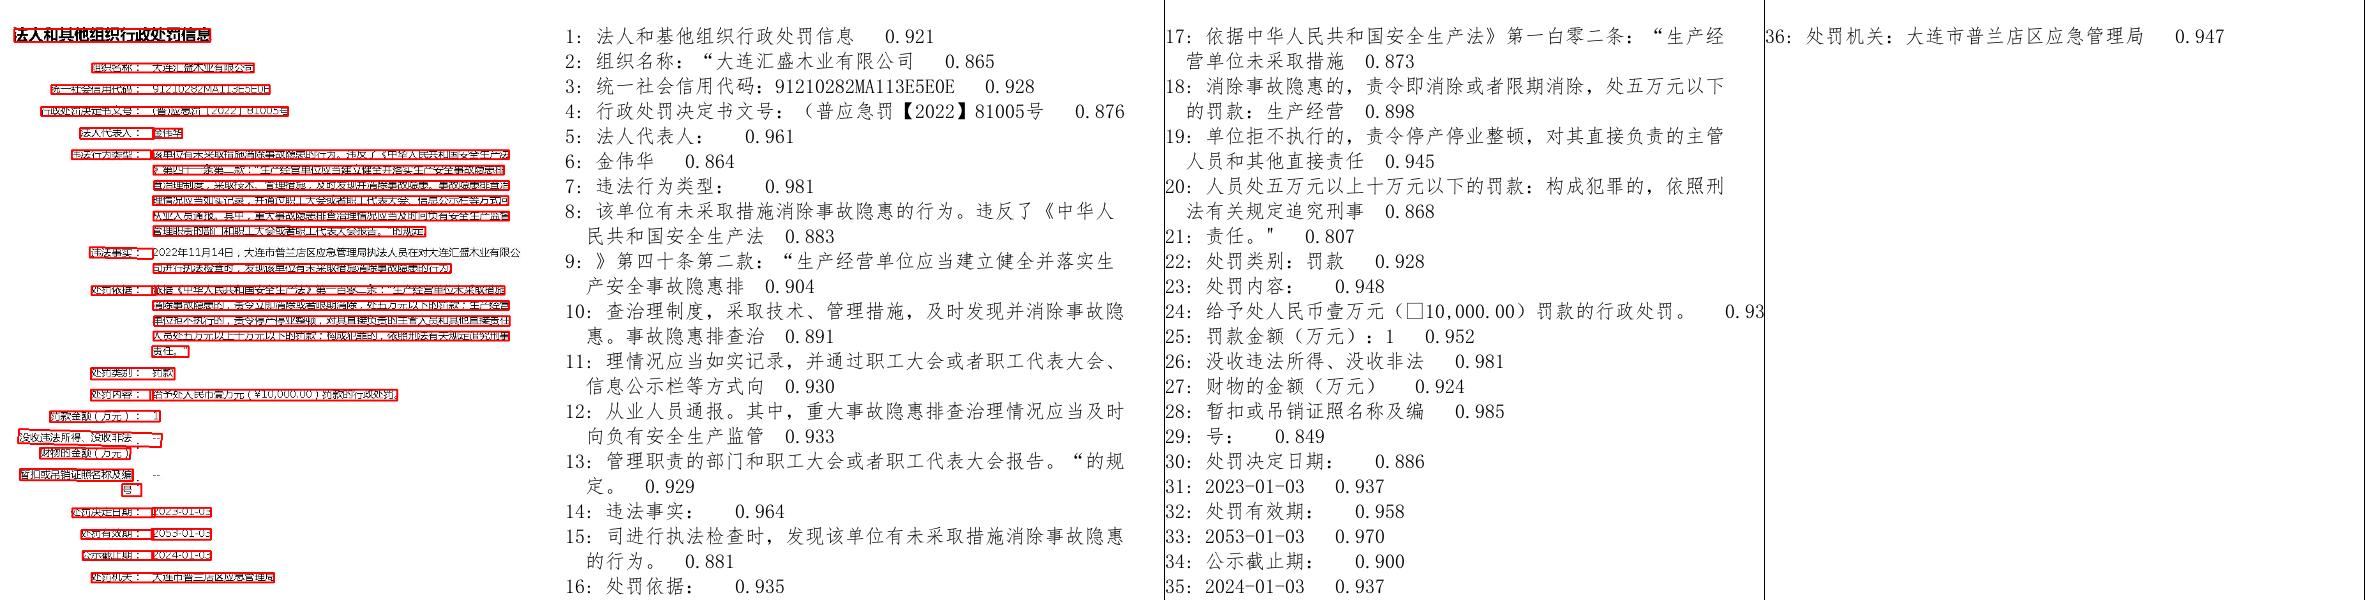 法人和其他组织行政处罚信息
组织名称： 大连汇盛木业有限公司
统一社会信用代码： 91210282MA113E5E0E
行政处罚决定书文号： (普)应急罚〔2022〕81005号
法人代表人： 金伟华
违法行为类型： 该单位有未采取措施消除事故隐患的行为。违反了《中华人民共和国安全生产法
》第四十一条第二款：“生产经营单位应当建立健全并落实生产安全事故隐患排
查治理制度，采取技术、管理措施，及时发现并消除事故隐患。事故隐患排查治
理情况应当如实记录，并通过职工大会或者职工代表大会、信息公示栏等方式向
从业人员通报。其中，重大事故隐患排查治理情况应当及时向负有安全生产监管
管理职责的部门和职工大会或者职工代表大会报告。”的规定
违法事实： 2022年11月14日，大连市普兰店区应急管理局执法人员在对大连汇盛木业有限公
司进行执法检查时，发现该单位有未采取措施消除事故隐患的行为
处罚依据： 依据《中华人民共和国安全生产法》第一百零二条：“生产经营单位未采取措施
消除事故隐患的，责令立即消除或者限期消除，处五万元以下的罚款；生产经营
单位拒不执行的，责令停产停业整顿，对其直接负责的主管人员和其他直接责任
人员处五万元以上十万元以下的罚款；构成犯罪的，依照刑法有关规定追究刑事
责任。”
处罚类别： 罚款
处罚内容： 给予处人民币壹万元（¥10,000.00）罚款的行政处罚。
罚款金额（万元）： 1
没收违法所得、没收非法 --
财物的金额（万元） ：
暂扣或吊销证照名称及编 --
号 ：
处罚决定日期： 2023-01-03
处罚有效期： 2053-01-03
公示截止期： 2024-01-03
处罚机关： 大连市普兰店区应急管理局
1: 法人和基他组织行政处罚信息 0.921
2: 组织名称：“大连汇盛木业有限公司 0.865
3: 统一社会信用代码：91210282MA113E5E0E 0.928
4: 行政处罚决定书文号：（普应急罚【2022】81005号 0.876
5: 法人代表人： 0.961
6: 金伟华 0.864
7: 违法行为类型： 0.981
8: 该单位有未采取措施消除事故隐惠的行为。违反了《中华人
民共和国安全生产法 0.883
9: 》第四十条第二款：“生产经营单位应当建立健全并落实生
产安全事故隐惠排 0.904
10: 查治理制度，采取技术、管理措施，及时发现并消除事故隐
惠。事故隐惠排查治 0.891
11: 理情况应当如实记录，并通过职工大会或者职工代表大会、
信息公示栏等方式向 0.930
12: 从业人员通报。其中，重大事故隐惠排查治理情况应当及时
向负有安全生产监管 0.933
13: 管理职责的部门和职工大会或者职工代表大会报告。“的规
定。 0.929
14: 违法事实： 0.964
15: 司进行执法检查时，发现该单位有未采取措施消除事故隐惠
的行为。 0.881
16: 处罚依据： 0.935
17: 依据中华人民共和国安全生产法》第一白零二条：“生产经
营单位未采取措施 0.873
18: 消除事故隐惠的，责令即消除或者限期消除，处五万元以下
的罚款：生产经营 0.898
19: 单位拒不执行的，责令停产停业整顿，对其直接负责的主管
人员和其他直接责任 0.945
20: 人员处五万元以上十万元以下的罚款：构成犯罪的，依照刑
法有关规定追究刑事 0.868
21: 责任。" 0.807
22: 处罚类别：罚款 0.928
23: 处罚内容： 0.948
24: 给予处人民币壹万元（□10,000.00）罚款的行政处罚。 0.93
25: 罚款金额（万元）：1 0.952
26: 没收违法所得、没收非法 0.981
27: 财物的金额（万元） 0.924
28: 暂扣或吊销证照名称及编 0.985
29: 号： 0.849
30: 处罚决定日期： 0.886
31: 2023-01-03 0.937
32: 处罚有效期： 0.958
33: 2053-01-03 0.970
34: 公示截止期： 0.900
35: 2024-01-03 0.937
36: 处罚机关：大连市普兰店区应急管理局 0.947